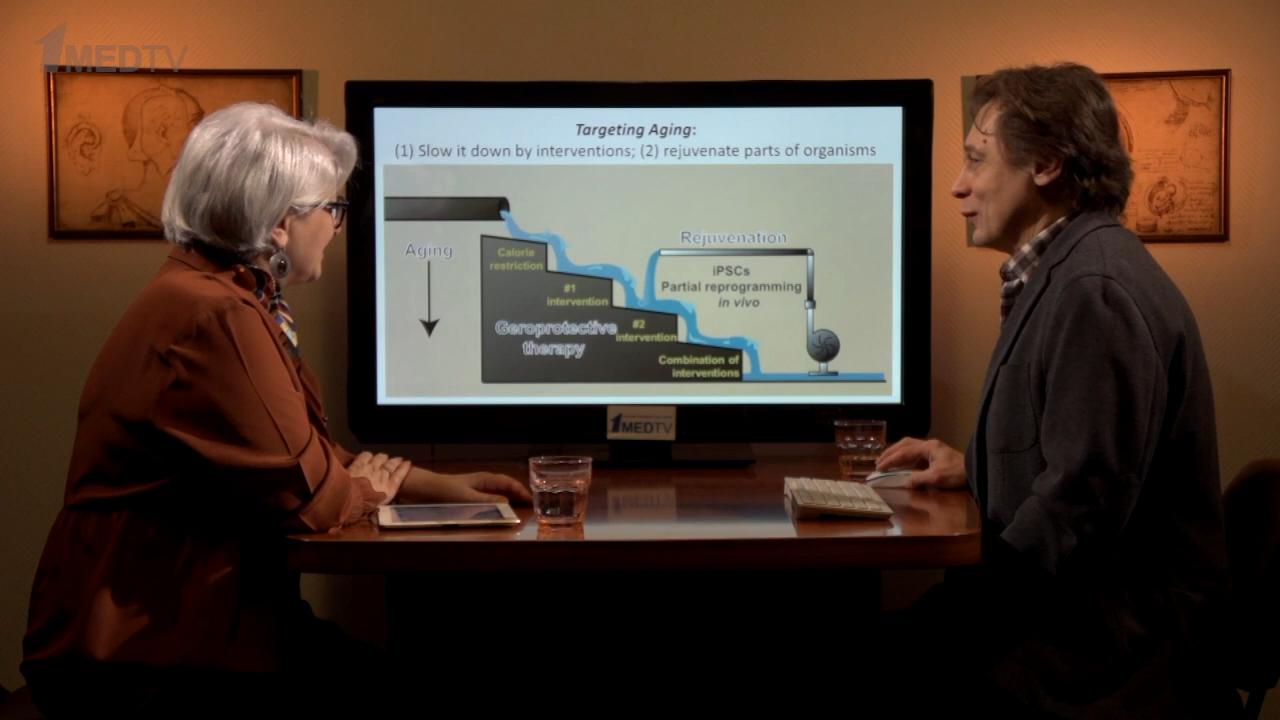 1MEDTV
Targeting Aging:
(1) Slow it down by interventions; (2) rejuvenate parts of organisms
Aging
Calorie
restriction
#1
intervention
#2
intervention
Combination of
interventions
Geroprotective
therapy
Rejuvenation
iPSCs
Partial reprogramming
in vivo
1MEDTV